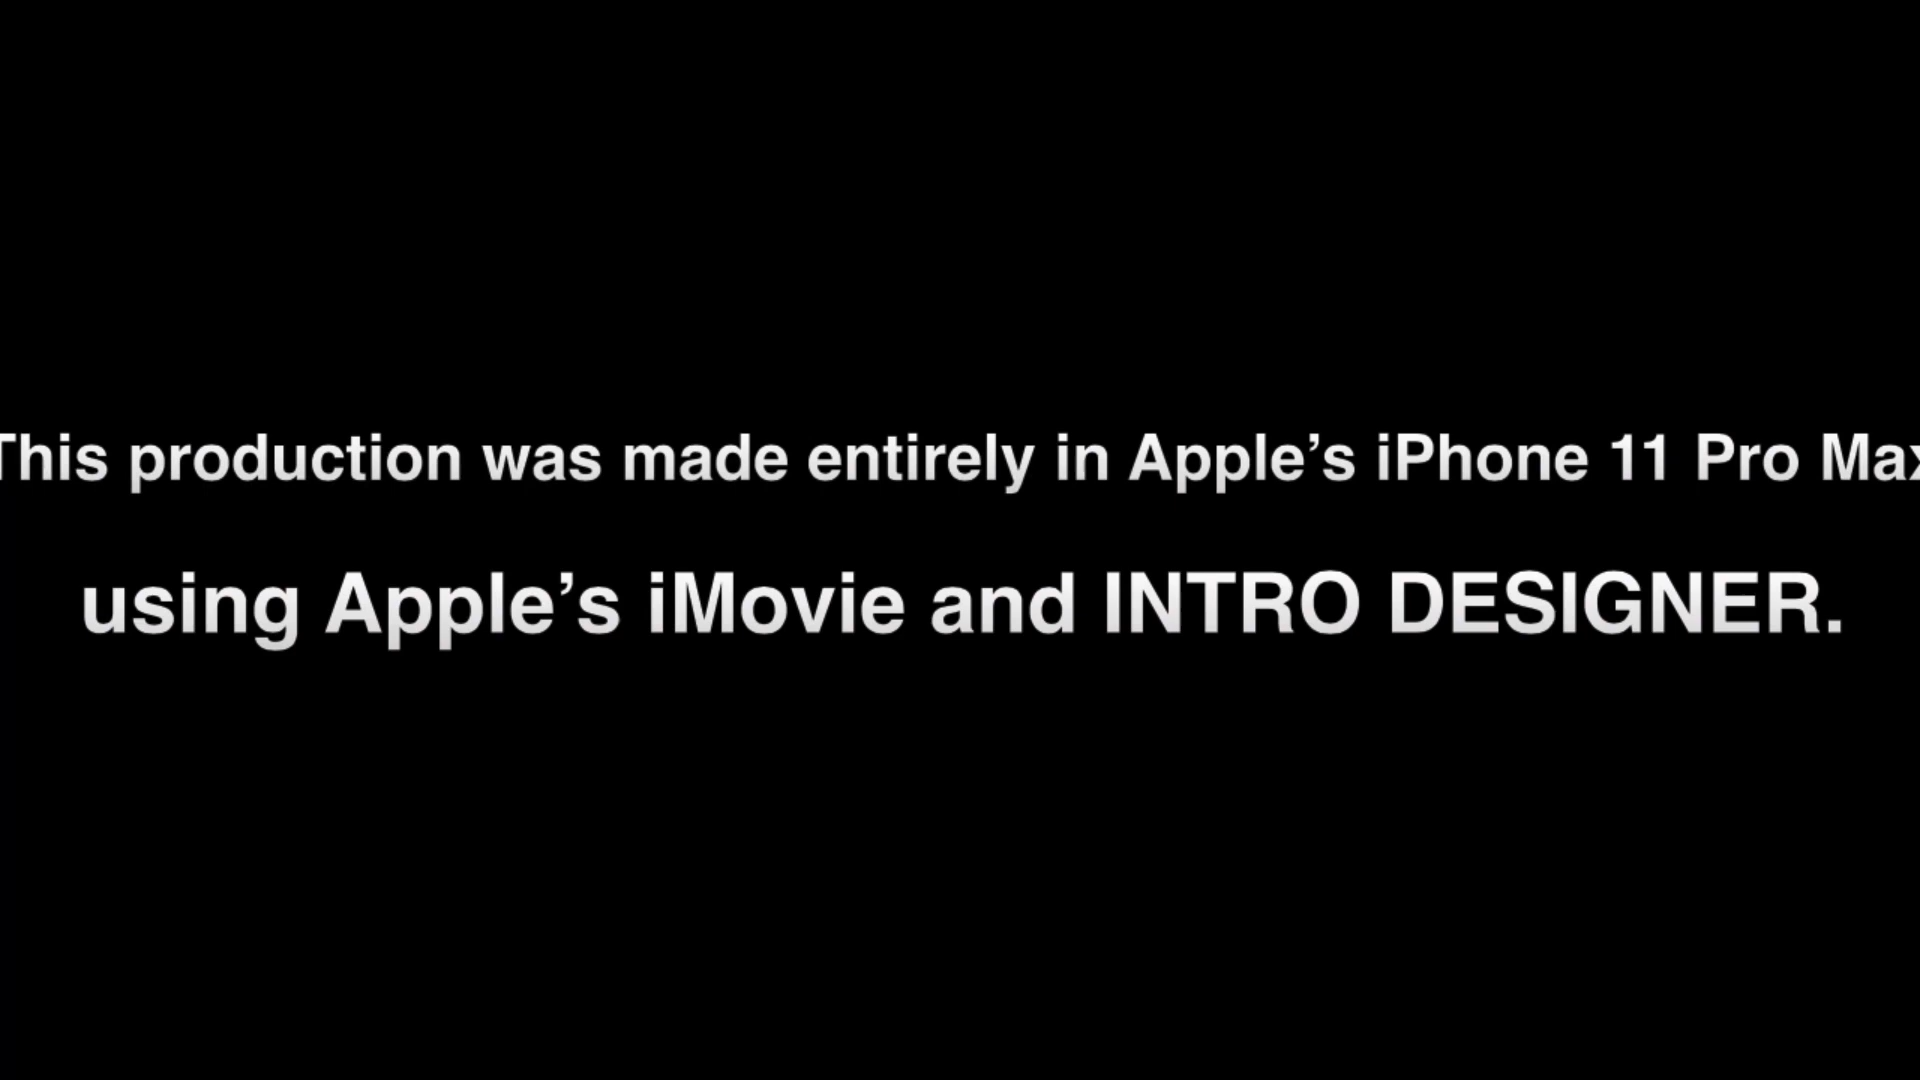 This production was made entirely in Apple’s iPhone 11 Pro Max
using Apple’s iMovie and INTRO DESIGNER.